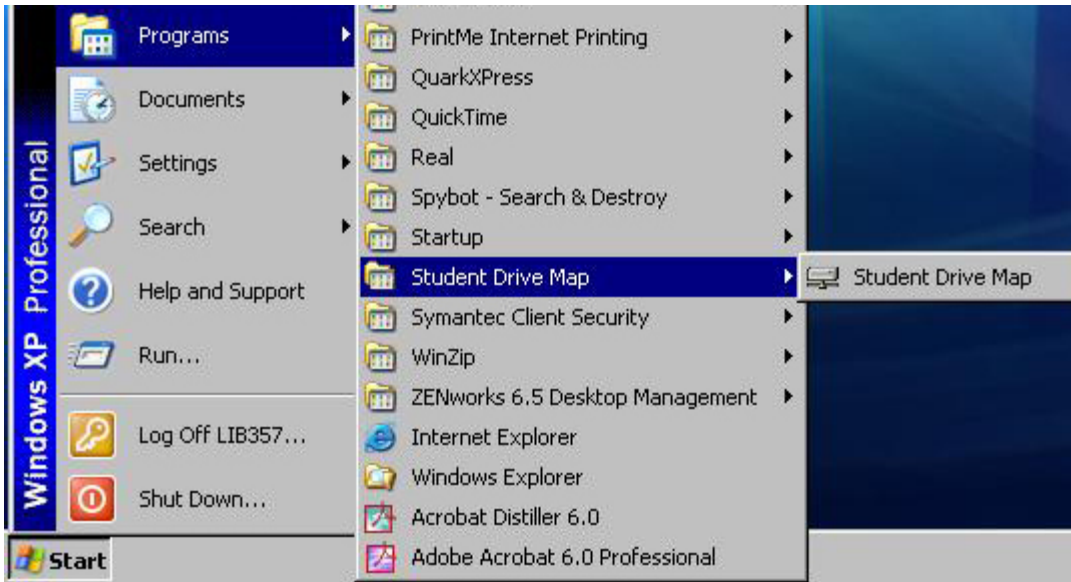 Windows XP Professional
Programs
Documents
Settings
Search
Help and Support
Run...
Log Off LIB357...
Shut Down...
Start
PrintMe Internet Printing
QuarkXPress
QuickTime
Real
Spybot - Search & Destroy
Startup
Student Drive Map
Symantec Client Security
WinZip
ZENworks 6.5 Desktop Management
Internet Explorer
Windows Explorer
Acrobat Distiller 6.0
Adobe Acrobat 6.0 Professional
Student Drive Map